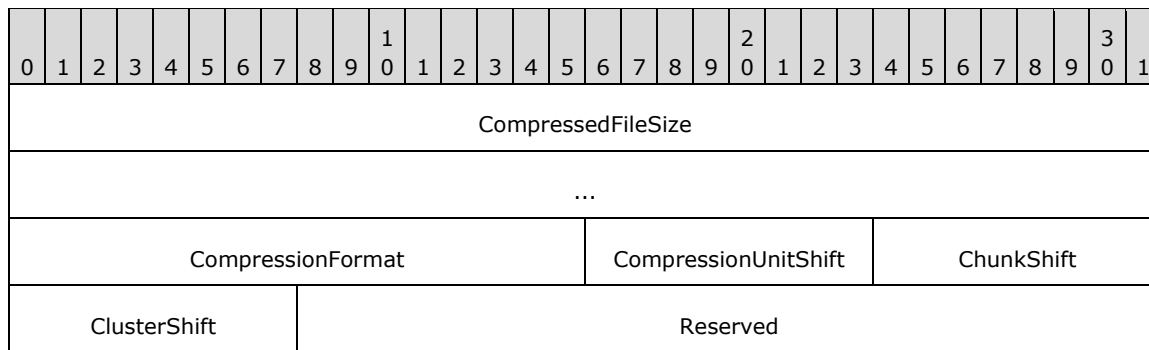 1 2 3
0 1 2 3 4 5 6 7 8 9 0 1 2 3 4 5 6 7 8 9 0 1 2 3 4 5 6 7 8 9 0 1
CompressedFileSize
...
CompressionFormat CompressionUnitShift ChunkShift
ClusterShift Reserved